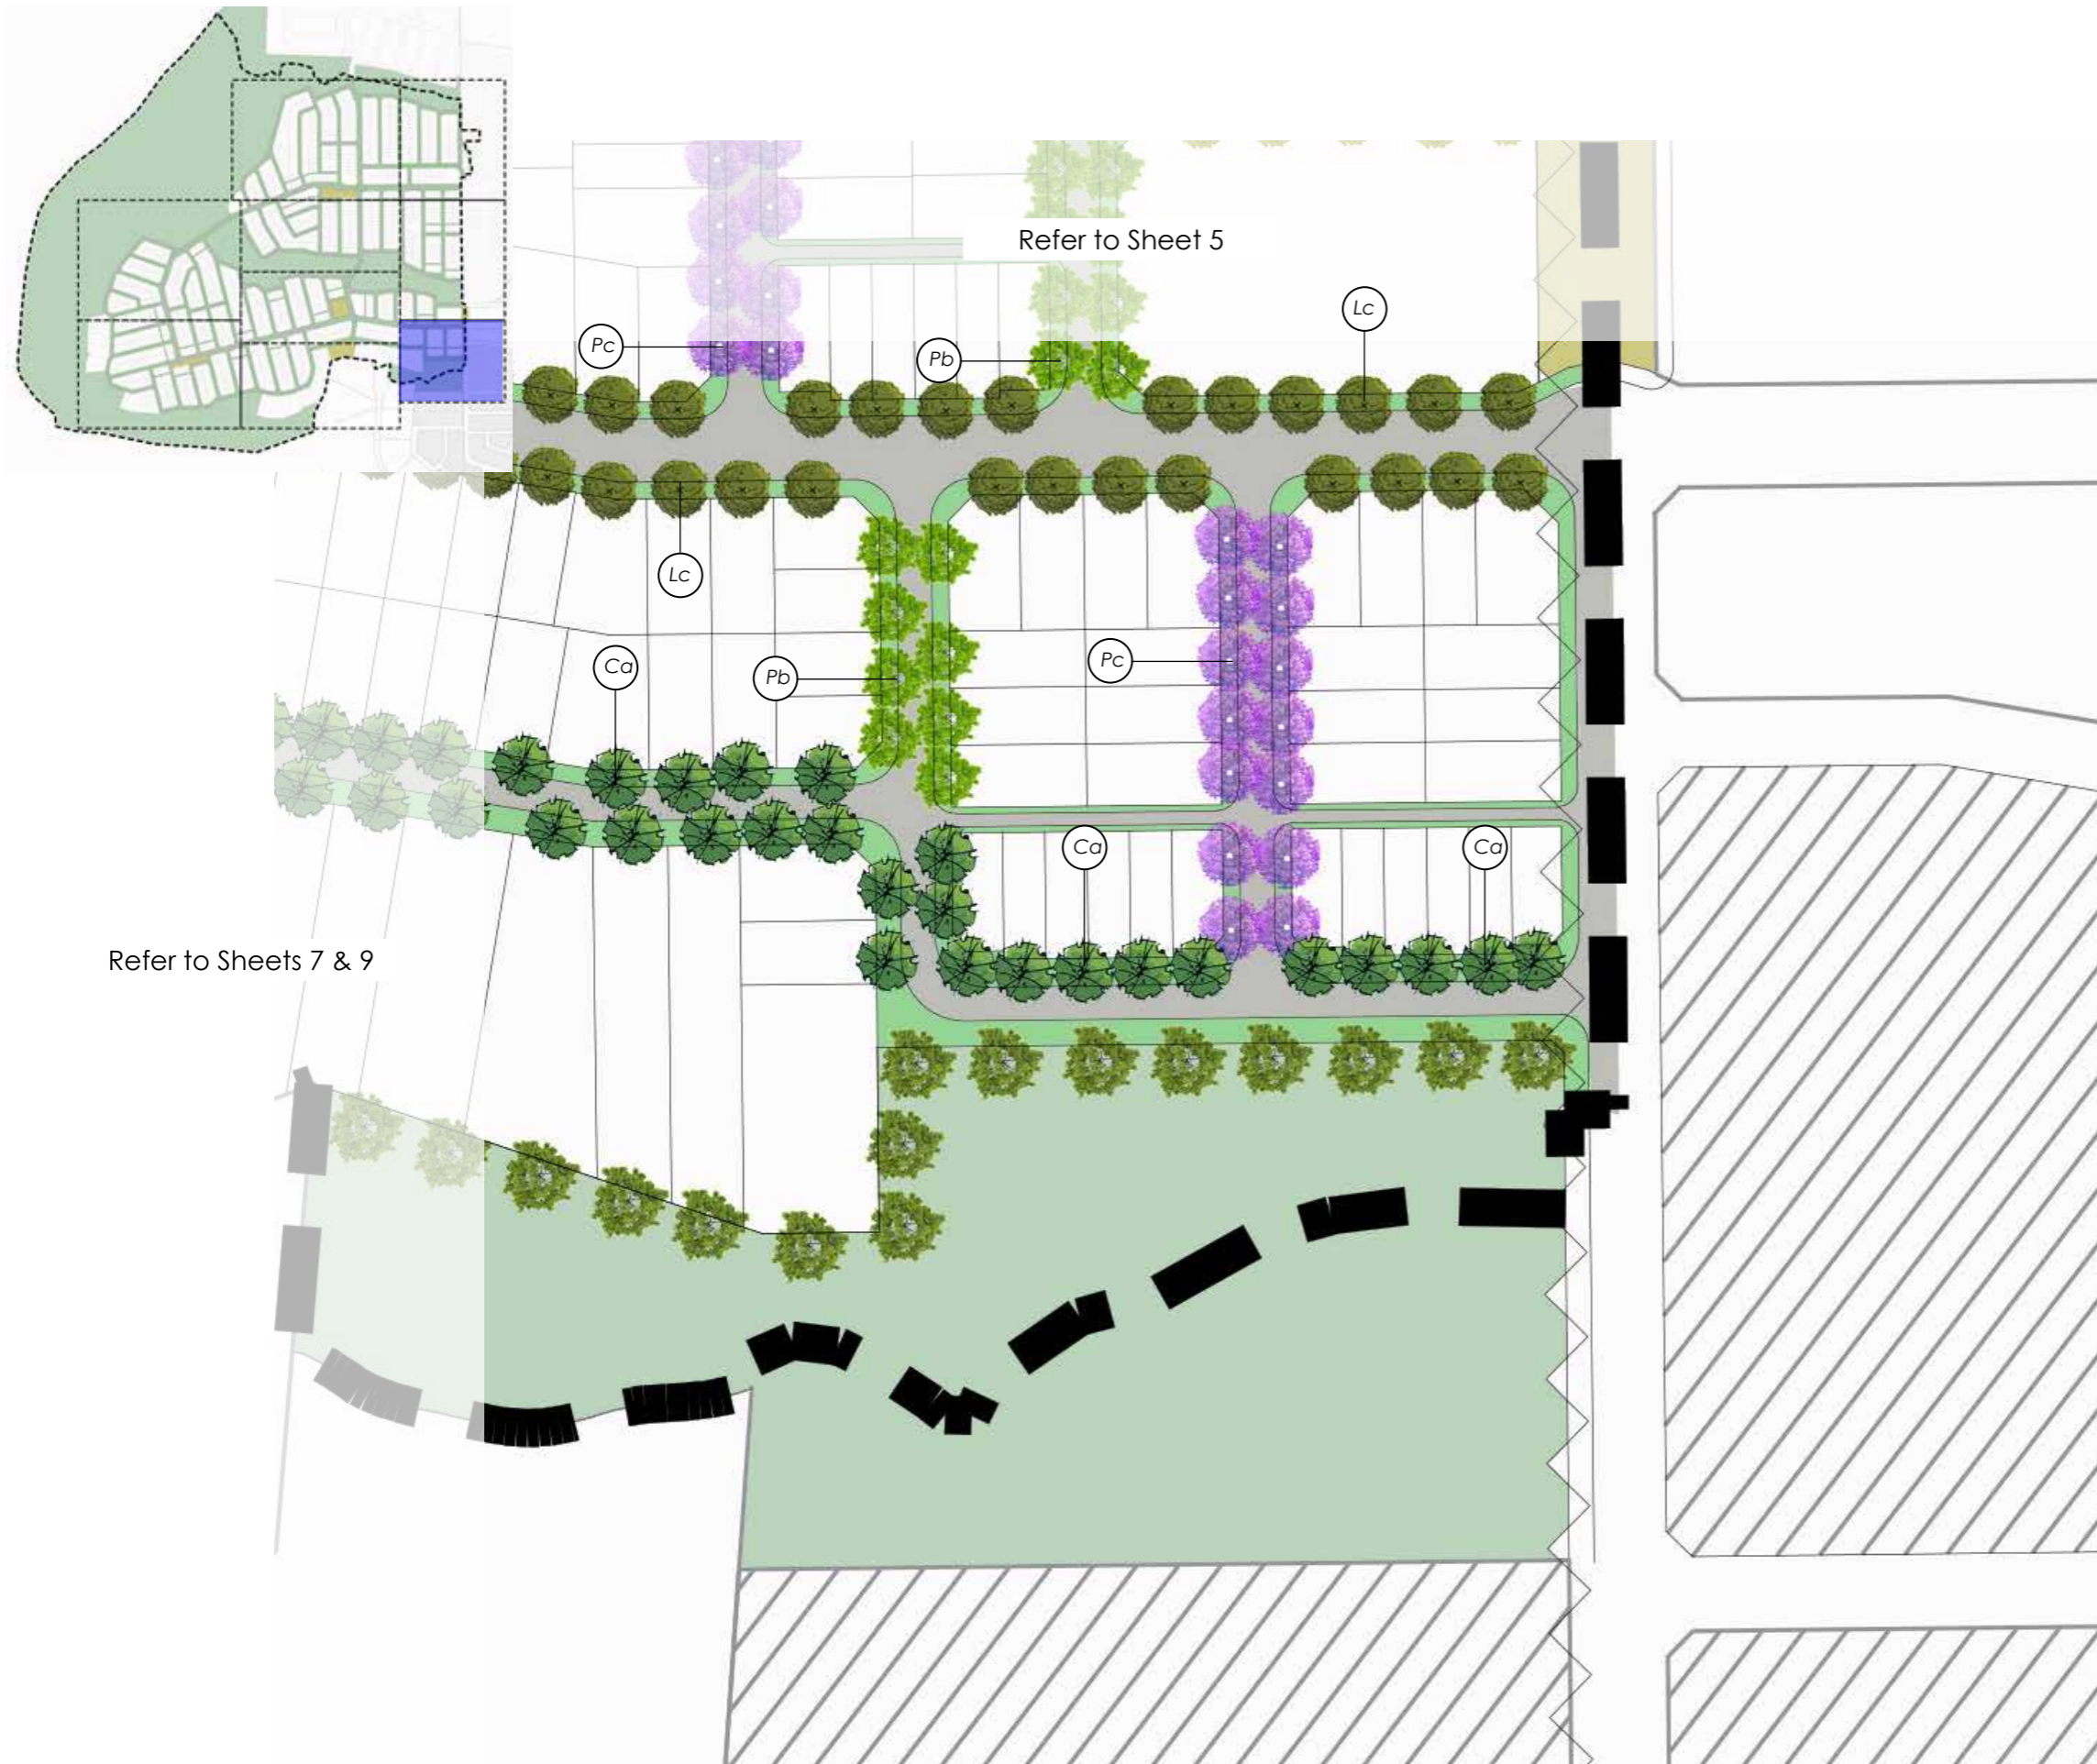 Refer to Sheet 5
Lc
Pc
Pb
Lc
Ca
Pb
Pc
Ca
Ca
Refer to Sheets 7 & 9